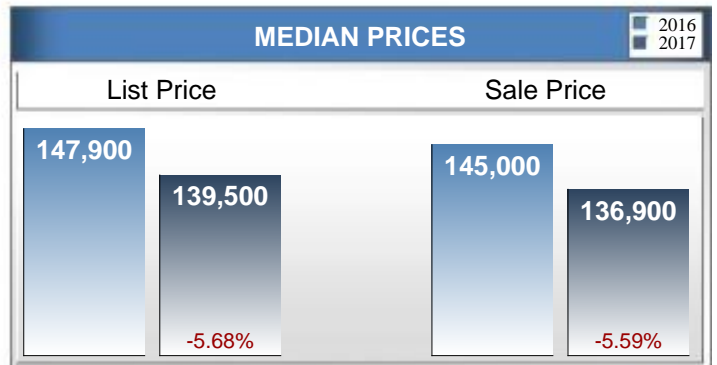 MEDIAN PRICES
2016
2017
List Price
Sale Price
147,900
139,500
-5.68%
145,000
136,900
-5.59%